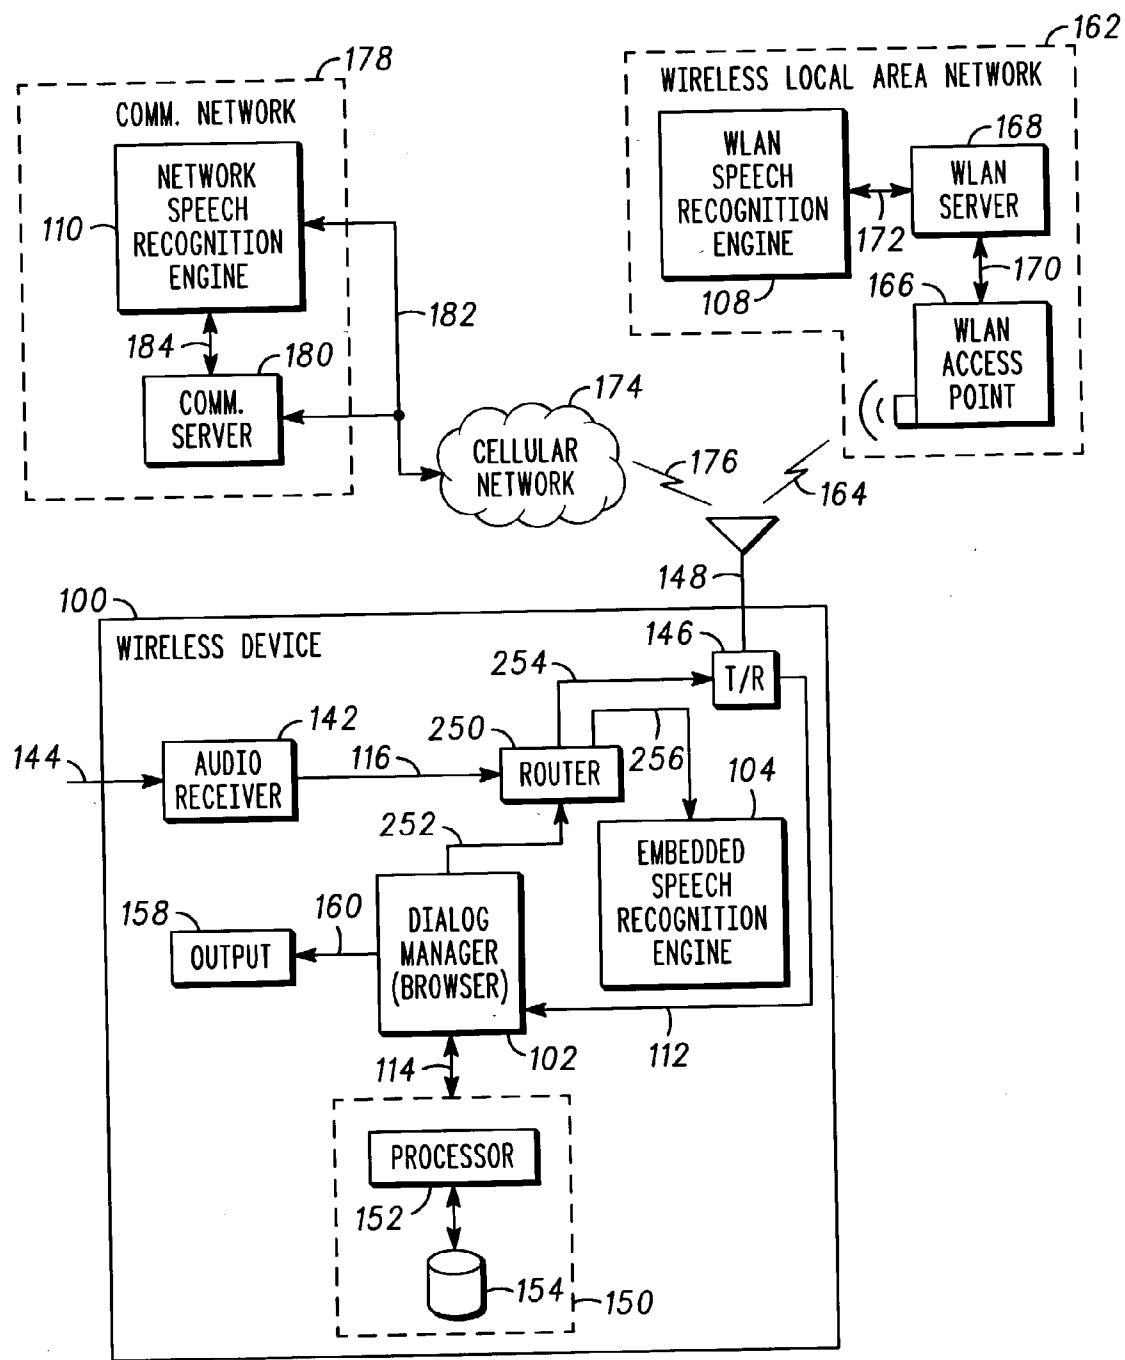 162
178
WIRELESS LOCAL AREA NETWORK
COMM. NETWORK
NETWORK
SPEECH
RECOGNITION
ENGINE
110
182
184
180
COMM.
SERVER
WLAN
SPEECH
RECOGNITION
ENGINE
108
172
168
WLAN
SERVER
170
166
WLAN
ACCESS
POINT
174
CELLULAR
NETWORK
176
164
148
100
WIRELESS DEVICE
146
T/R
254
250
256
142
144
AUDIO
RECEIVER
116
ROUTER
104
252
EMBEDDED
SPEECH
RECOGNITION
ENGINE
158
160
OUTPUT
DIALOG
MANAGER
(BROWSER)
112
102
114
PROCESSOR
152
154
150